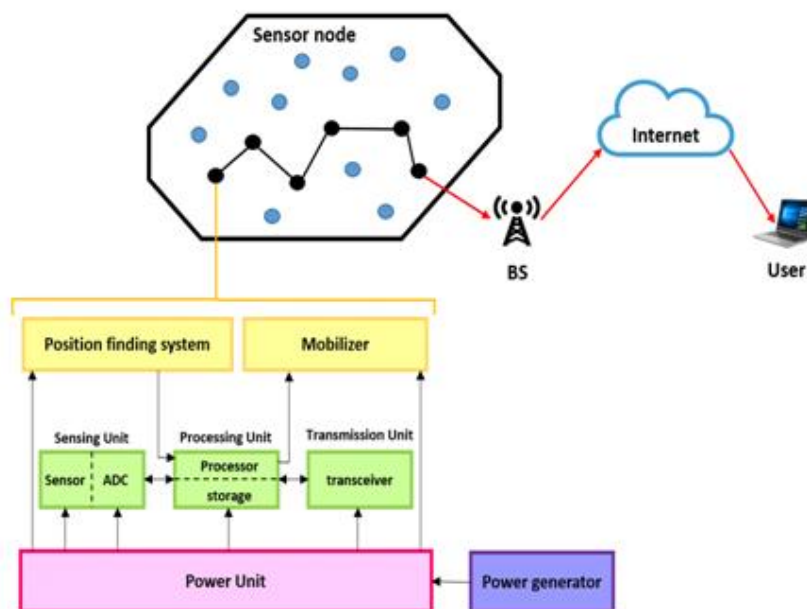 Sensor node
Internet
BS
User
Position finding system
Mobilizer
Sensing Unit
Processing Unit
Transmission Unit
Sensor
ADC
Processor
storage
transceiver
Power Unit
Power generator